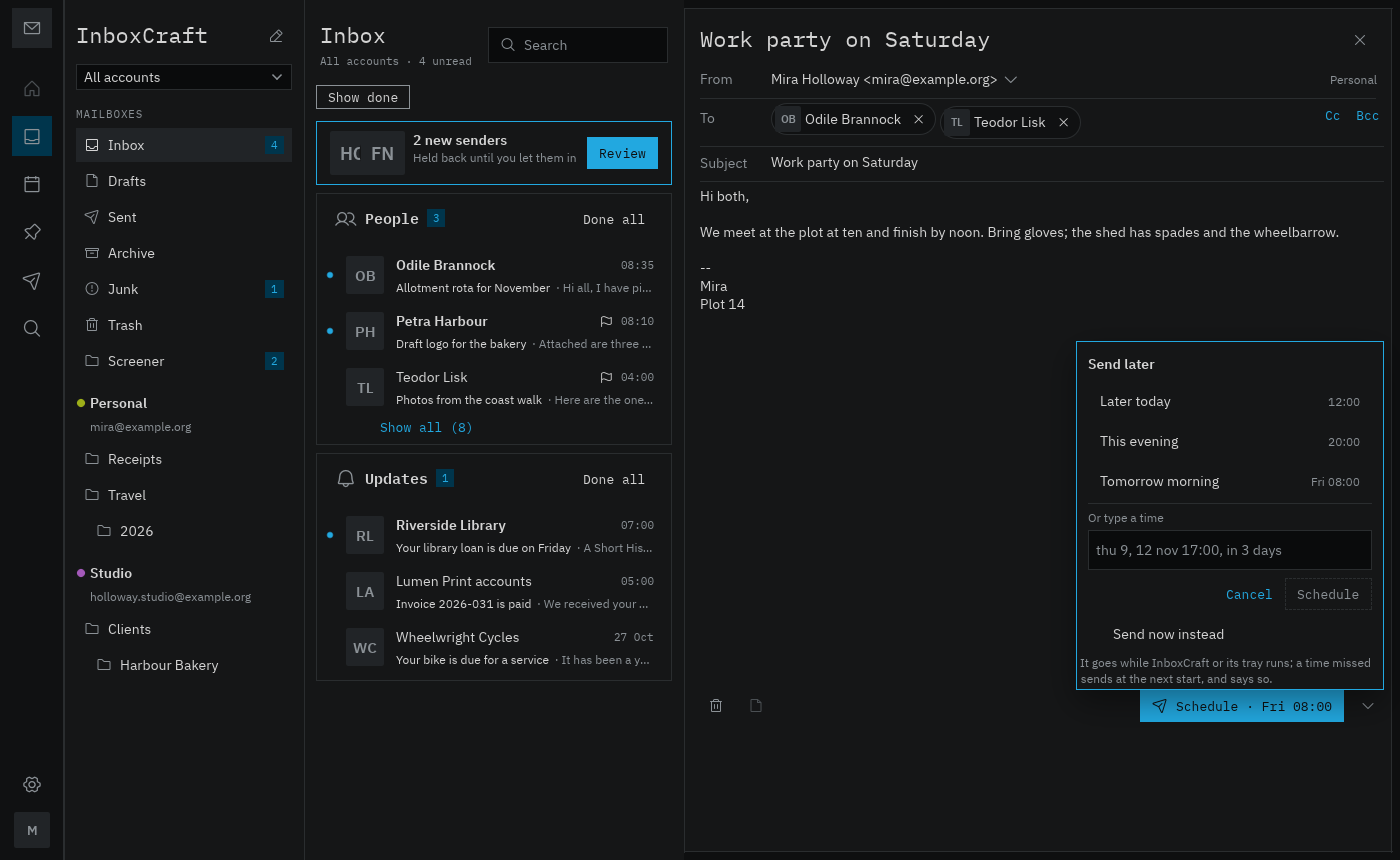 InboxCraft
All accounts
MAILBOXES
Inbox 4
Drafts
Sent
Archive
Junk 1
Trash
Screener 2
Personal
mira@example.org
Receipts
Travel
2026
Studio
holloway.studio@example.org
Clients
Harbour Bakery
M
Inbox
All accounts · 4 unread
Search
Show done
FN
2 new senders
Held back until you let them in
Review
People 3 Done all
OB Odile Brannock 08:35
Allotment rota for November · Hi all, I have pi…
PH Petra Harbour 08:10
Draft logo for the bakery · Attached are three …
TL Teodor Lisk 04:00
Photos from the coast walk · Here are the one…
Show all (8)
Updates 1 Done all
RL Riverside Library 07:00
Your library loan is due on Friday · A Short His…
LA Lumen Print accounts 05:00
Invoice 2026-031 is paid · We received your …
WC Wheelwright Cycles 27 Oct
Your bike is due for a service · It has been a y…
Work party on Saturday
From Mira Holloway <mira@example.org> Personal
To OB Odile Brannock TL Teodor Lisk Cc Bcc
Subject Work party on Saturday
Hi both,
We meet at the plot at ten and finish by noon. Bring gloves; the shed has spades and the wheelbarrow.
--
Mira
Plot 14
Send later
Later today 12:00
This evening 20:00
Tomorrow morning Fri 08:00
Or type a time
thu 9, 12 nov 17:00, in 3 days
Cancel Schedule
Send now instead
It goes while InboxCraft or its tray runs; a time missed
sends at the next start, and says so.
Schedule · Fri 08:00